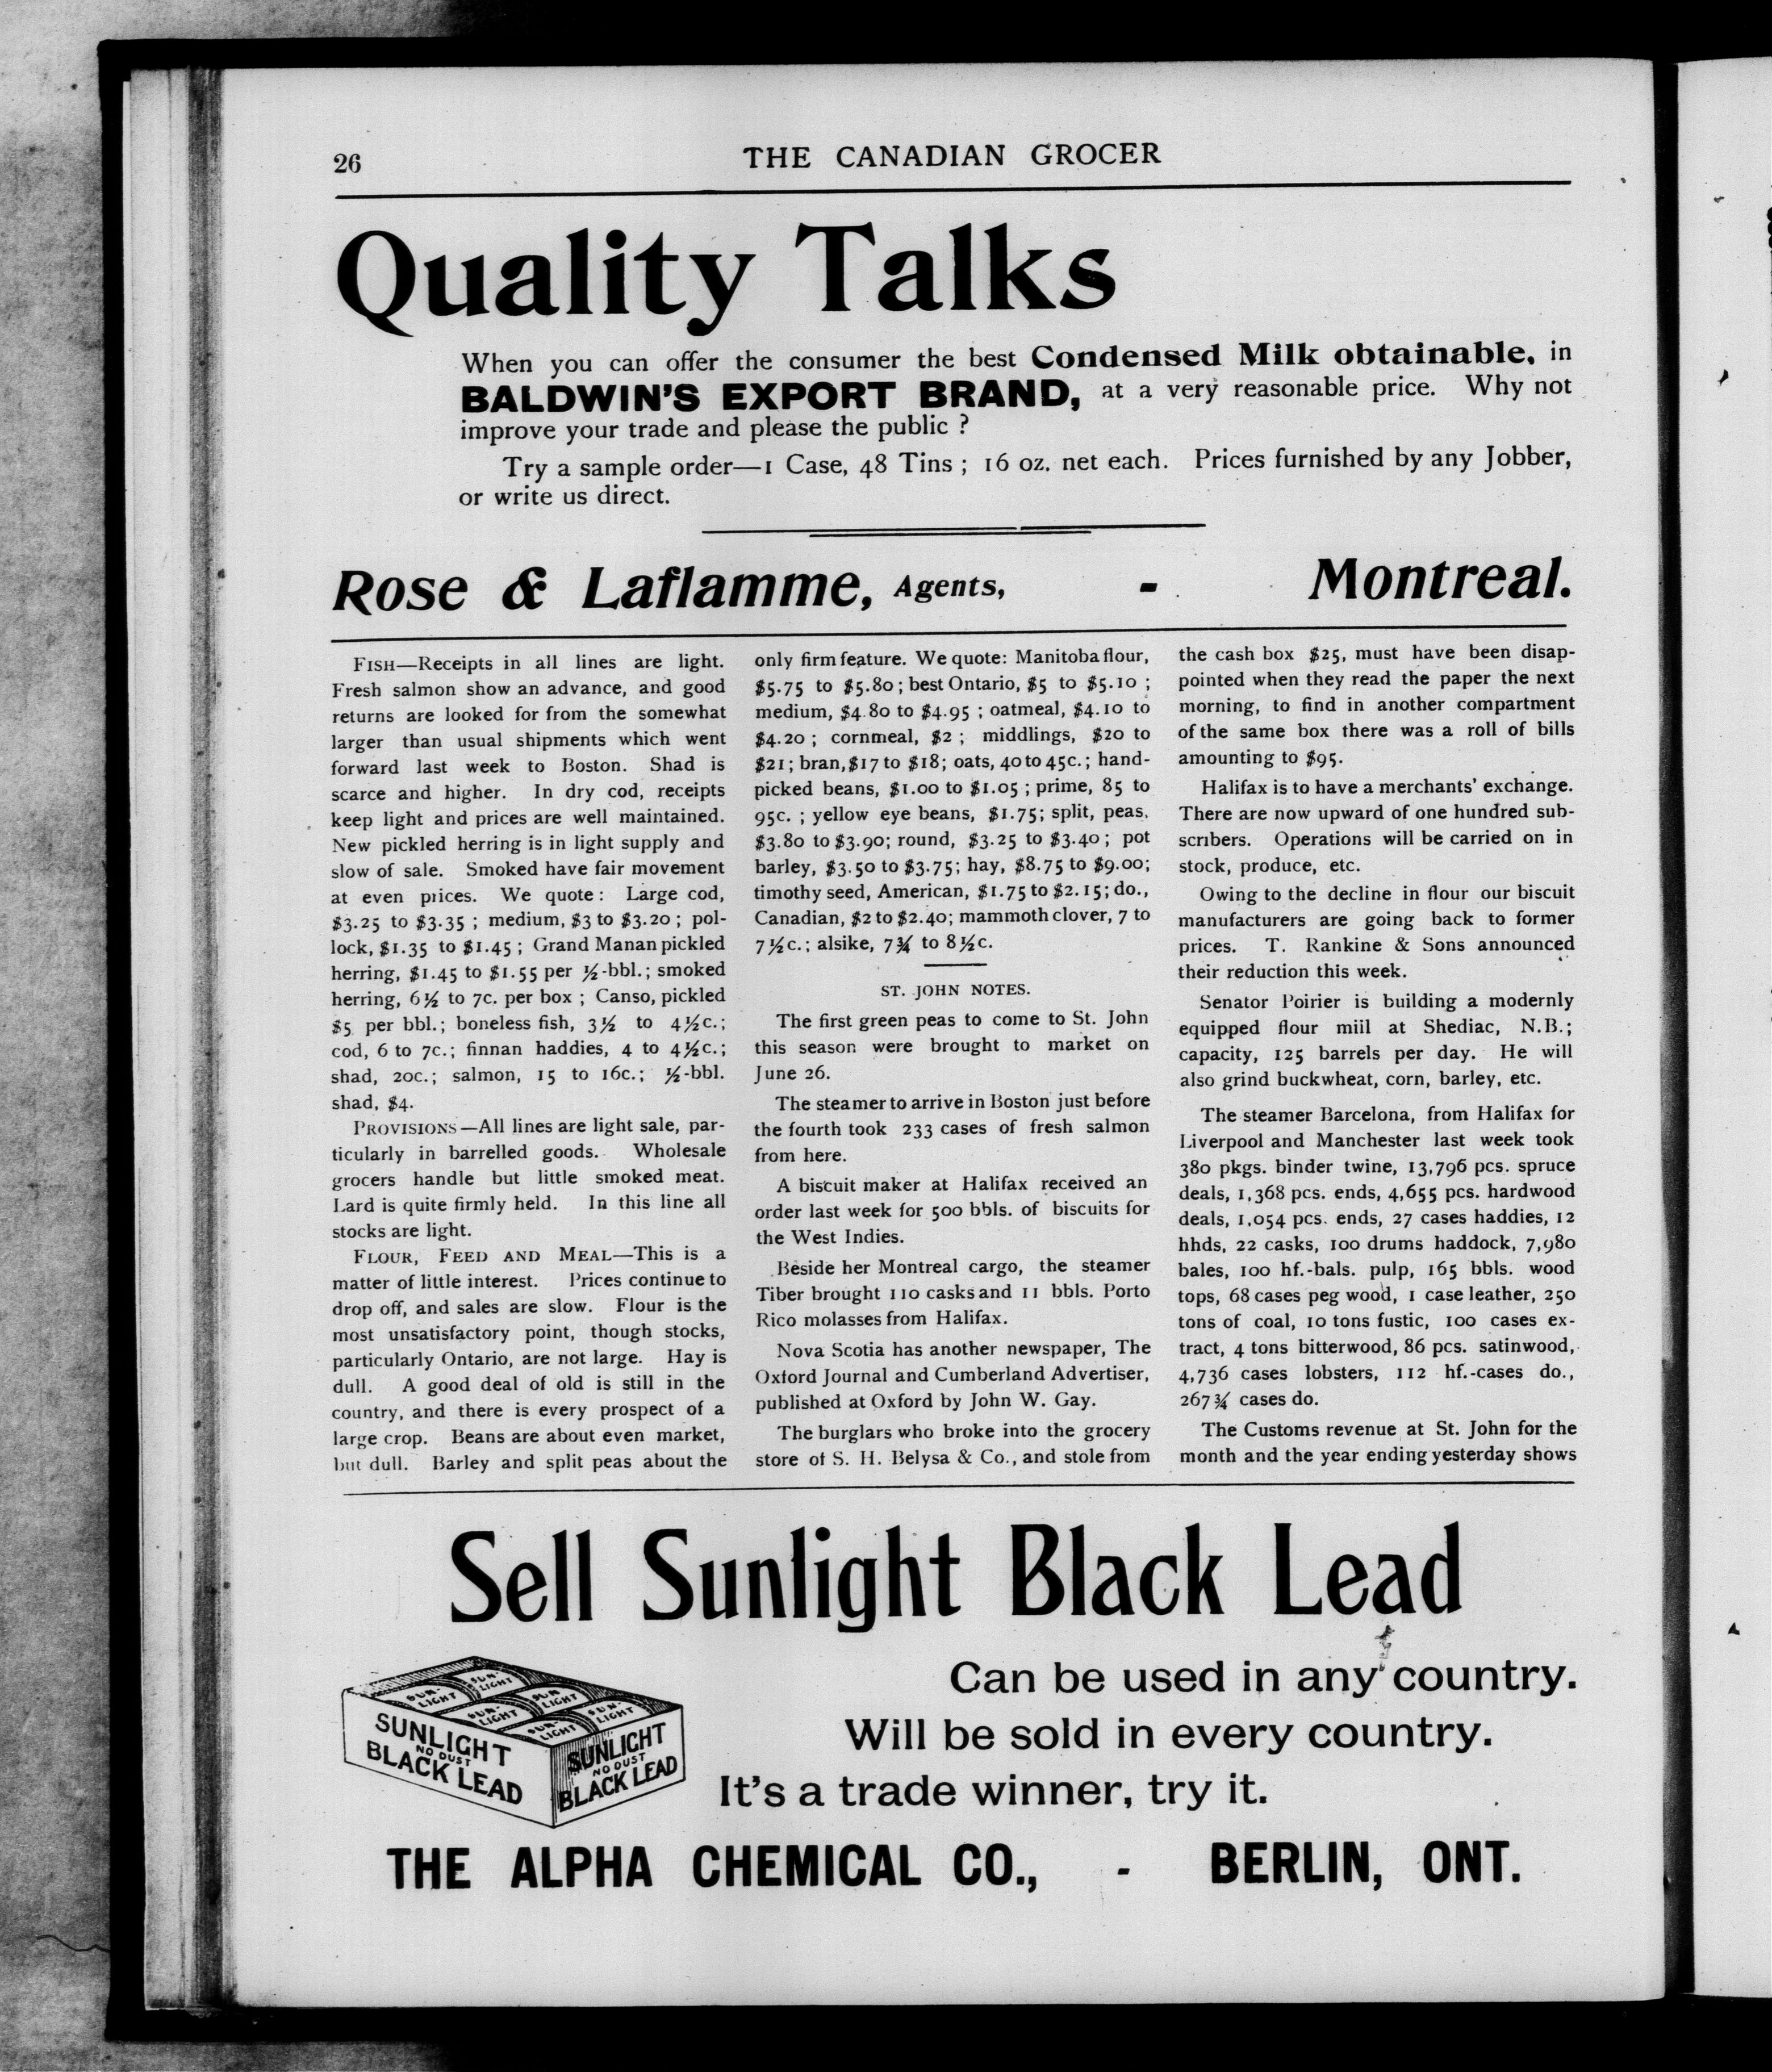 26
THE CANADIAN GROCER
Quality Talks
When you can offer the consumer the best Condensed Milk obtainable, in
BALDWIN'S EXPORT BRAND, at a very reasonable price. Why not
improve your trade and please the public ?
Try a sample order—1 Case, 48 Tins ; 16 oz. net each. Prices furnished by any Jobber,
or write us direct.
Rose & Laflamme, Agents, - Montreal.
FISH—Receipts in all lines are light.
Fresh salmon show an advance, and good
returns are looked for from the somewhat
larger than usual shipments which went
forward last week to Boston. Shad is
scarce and higher. In dry cod, receipts
keep light and prices are well maintained.
New pickled herring is in light supply and
slow of sale. Smoked have fair movement
at even prices. We quote : Large cod,
$3.25 to $3.35 ; medium, $3 to $3.20 ; pol-
lock, $1.35 to $1.45 ; Grand Manan pickled
herring, $1.45 to $1.55 per ½-bbl. ; smoked
herring, 6½ to 7c. per box ; Canso, pickled
$5 per bbl. ; boneless fish, 3½ to 4½c. ;
cod, 6 to 7c. ; finnan haddies, 4 to 4½c. ;
shad, 20c. ; salmon, 15 to 16c. ; ½-bbl.
shad, $4.
PROVISIONS—All lines are light sale, par-
ticularly in barrelled goods. Wholesale
grocers handle but little smoked meat.
Lard is quite firmly held. In this line all
stocks are light.
FLOUR, FEED AND MEAL—This is a
matter of little interest. Prices continue to
drop off, and sales are slow. Flour is the
most unsatisfactory point, though stocks,
particularly Ontario, are not large. Hay is
dull. A good deal of old is still in the
country, and there is every prospect of a
large crop. Beans are about even market,
but dull. Barley and split peas about the
only firm feature. We quote: Manitoba flour,
$5.75 to $5.80 ; best Ontario, $5 to $5.10 ;
medium, $4.80 to $4.95 ; oatmeal, $4.10 to
$4.20 ; cornmeal, $2 ; middlings, $20 to
$21; bran, $17 to $18; oats, 40 to 45c. ; hand-
picked beans, $1.00 to $1.05 ; prime, 85 to
95c. ; yellow eye beans, $1.75; split, peas.
$3.80 to $3.90; round, $3.25 to $3.40 ; pot
barley, $3.50 to $3.75; hay, $8.75 to $9.00;
timothy seed, American, $1.75 to $2.15; do.,
Canadian, $2 to $2.40; mammoth clover, 7 to
7½c. ; alsike, 7¾ to 8½c.
ST. JOHN NOTES.
The first green peas to come to St. John
this season were brought to market on
June 26.
The steamer to arrive in Boston just before
the fourth took 233 cases of fresh salmon
from here.
A biscuit maker at Halifax received an
order last week for 500 bbls. of biscuits for
the West Indies.
Beside her Montreal cargo, the steamer
Tiber brought 110 casks and 11 bbls. Porto
Rico molasses from Halifax.
Nova Scotia has another newspaper, The
Oxford Journal and Cumberland Advertiser,
published at Oxford by John W. Gay.
The burglars who broke into the grocery
store of S. H. Belysa & Co., and stole from
the cash box $25, must have been disap-
pointed when they read the paper the next
morning, to find in another compartment
of the same box there was a roll of bills
amounting to $95.
Halifax is to have a merchants' exchange.
There are now upward of one hundred sub-
scribers. Operations will be carried on in
stock, produce, etc.
Owing to the decline in flour our biscuit
manufacturers are going back to former
prices. T. Rankine & Sons announced
their reduction this week.
Senator Poirier is building a modernly
equipped flour miil at Shediac, N.B.;
capacity, 125 barrels per day. He will
also grind buckwheat, corn, barley, etc.
The steamer Barcelona, from Halifax for
Liverpool and Manchester last week took
380 pkgs. binder twine, 13,796 pcs. spruce
deals, 1,368 pcs. ends, 4,655 pcs. hardwood
deals, 1,054 pcs. ends, 27 cases haddies, 12
hhds, 22 casks, 100 drums haddock, 7,980
bales, 100 hf.-bals. pulp, 165 bbls. wood
tops, 68 cases peg wood, 1 case leather, 250
tons of coal, 10 tons fustic, 100 cases ex-
tract, 4 tons bitterwood, 86 pcs. satinwood,
4,736 cases lobsters, 112 hf.-cases do.,
267¾ cases do.
The Customs revenue at St. John for the
month and the year ending yesterday shows
Sell Sunlight Black Lead
SUN-
LIGHT
SUN-
LIGHT
SUN-
LIGHT
SUN
LIGHT
SUN-
LIGHT
SUN-
LIGHT
SUNLIGHT
NO DUST
BLACK LEAD
SUNLIGHT
NO DUST
BLACK LEAD
Can be used in any country.
Will be sold in every country.
It's a trade winner, try it.
THE ALPHA CHEMICAL CO., - BERLIN, ONT.